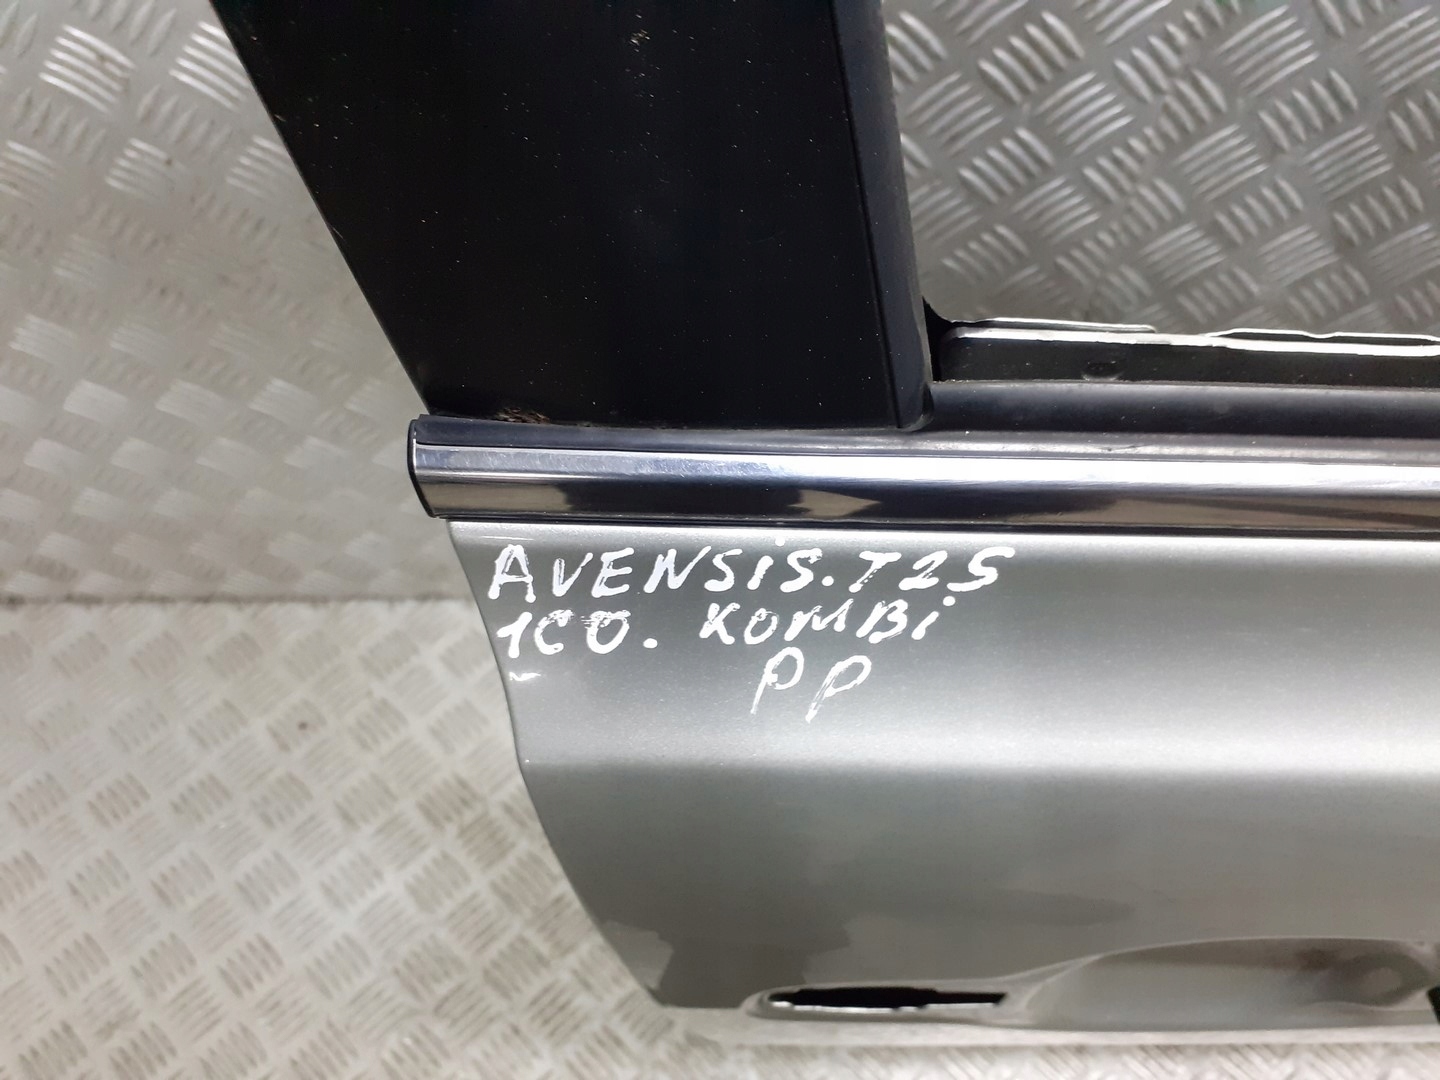 AVENSiS. T25
1C0. KOMBi
PP